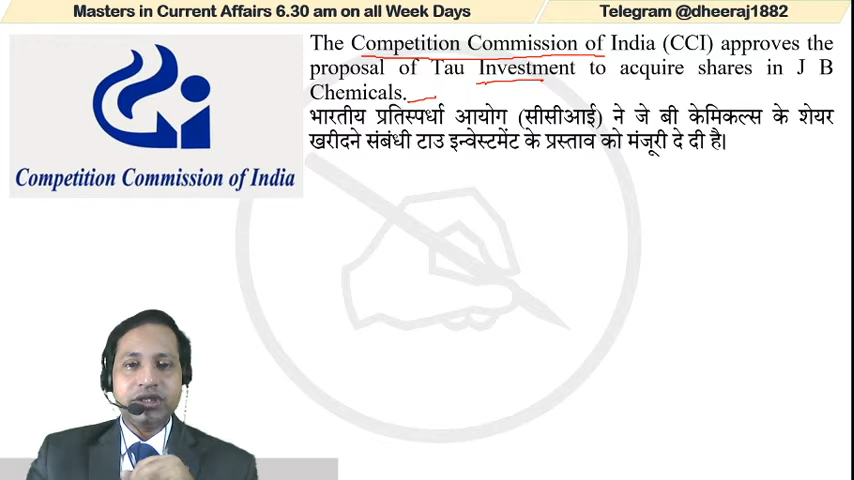 Masters in Current Affairs 6.30 am on all Week Days
Telegram @dheeraj1882
Competition Commission of India
The Competition Commission of India (CCI) approves the
proposal of Tau Investment to acquire shares in J B
Chemicals.
भारतीय प्रतिस्पर्धा आयोग (सीसीआई) ने जे बी केमिकल्स के शेयर
खरीदने संबंधी टाउ इन्वेस्टमेंट के प्रस्ताव को मंजूरी दे दी है।